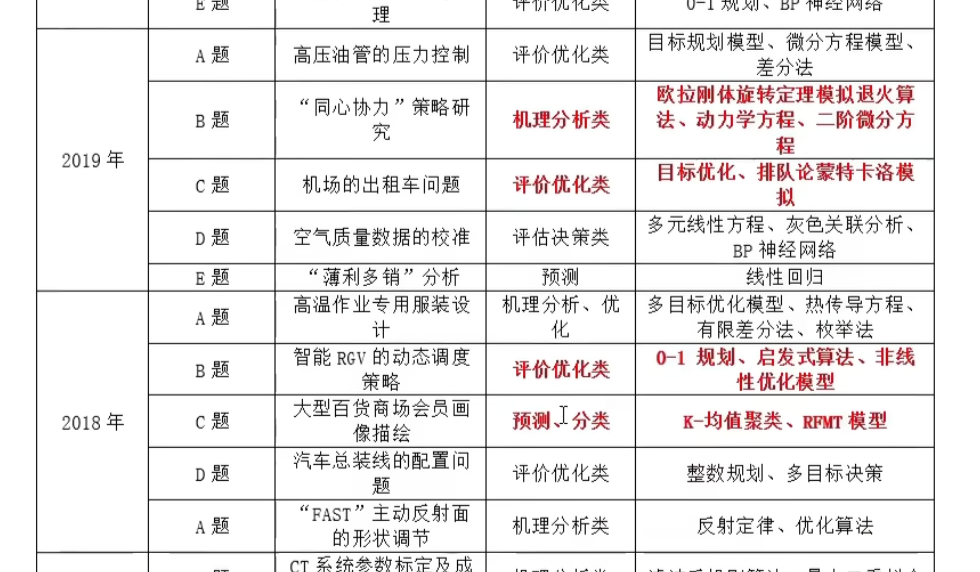 E 题
理
评价优化类
0-1 规划、BP 神经网络
2019 年
A 题
高压油管的压力控制
评价优化类
目标规划模型、微分方程模型、
差分法
B 题
“同心协力”策略研
究
机理分析类
欧拉刚体旋转定理模拟退火算
法、动力学方程、二阶微分方
程
C 题
机场的出租车问题
评价优化类
目标优化、排队论蒙特卡洛模
拟
D 题
空气质量数据的校准
评估决策类
多元线性方程、灰色关联分析、
BP 神经网络
E 题
“薄利多销”分析
预测
线性回归
2018 年
A 题
高温作业专用服装设
计
机理分析、优
化
多目标优化模型、热传导方程、
有限差分法、枚举法
B 题
智能 RGV 的动态调度
策略
评价优化类
0-1 规划、启发式算法、非线
性优化模型
C 题
大型百货商场会员画
像描绘
预测、分类
K-均值聚类、RFMT 模型
D 题
汽车总装线的配置问
题
评价优化类
整数规划、多目标决策
A 题
“FAST”主动反射面
的形状调节
机理分析类
反射定律、优化算法
CT 系统参数标定及成